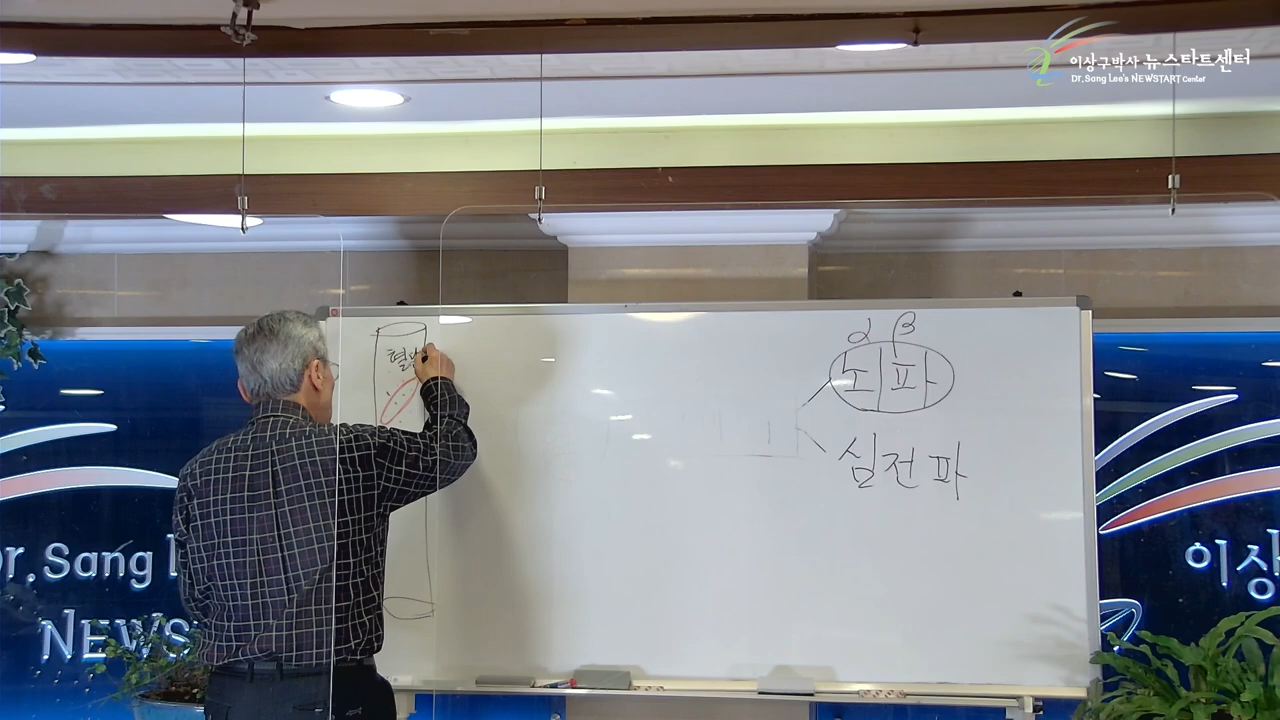 이상구박사 뉴스타트센터
Dr. Sang Lee's NEWSTART Center
α β
뇌파
심전파
Dr. Sang
NEWS
이상